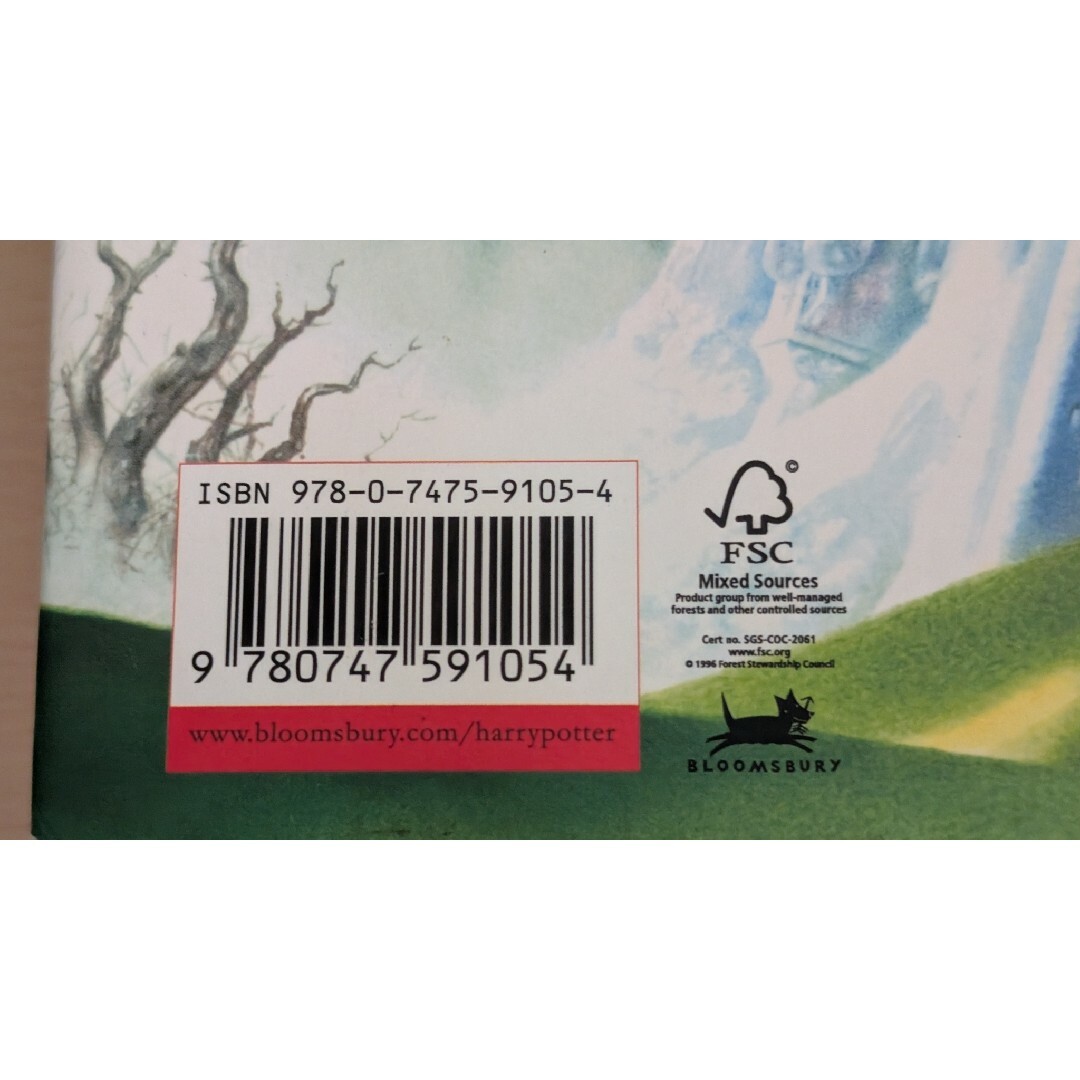 ISBN 978-0-7475-9105-4
9 780747 591054
www.bloomsbury.com/harrypotter
©
FSC
Mixed Sources
Product group from well-managed
forests and other controlled sources
Cert no. SGS-COC-2061
www.fsc.org
© 1996 Forest Stewardship Council
BLOOMSBURY